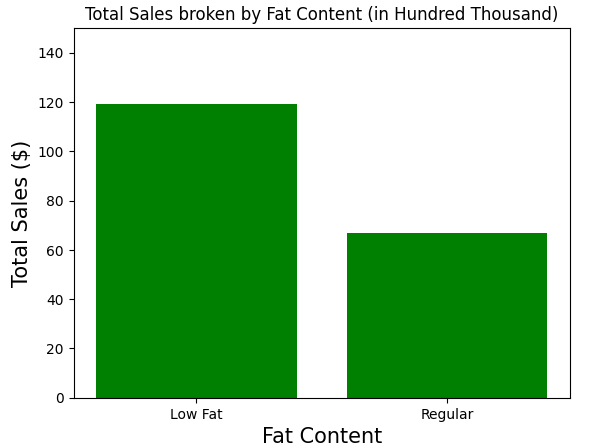 Total Sales broken by Fat Content (in Hundred Thousand)
140
120
100
80
60
40
20
0
Total Sales ($)
Low Fat
Regular
Fat Content